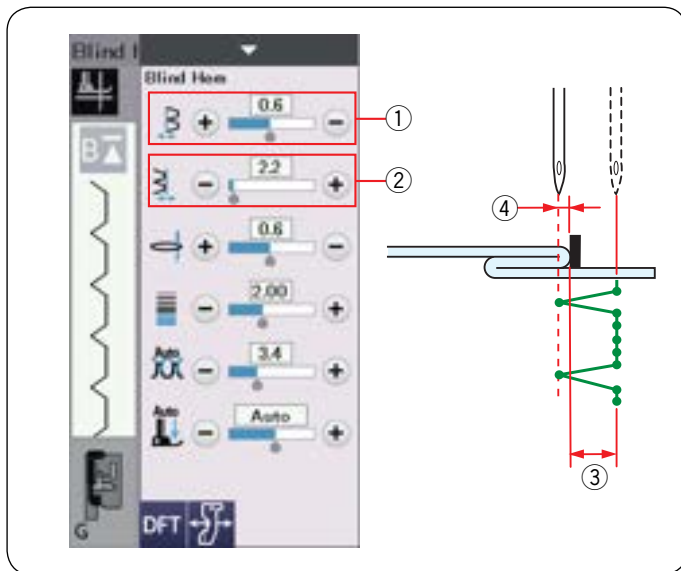 Blind
Blind Hem
B
+ 0.6 −
− 2.2 +
+ 0.6 −
− 2.00 +
Auto
− 3.4 +
Auto
− Auto +
G
DFT
①
②
④
③